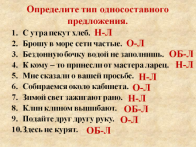 Определите тип односоставного
предложения.
1. С утра пекут хлеб. Н-Л
2. Брошу в море сети частые. О-Л
3. Бездонную бочку водой не заполнишь. ОБ-Л
4. К кому – то принесли от мастера ларец. Н-Л
5. Мне сказали о вашей просьбе. Н-Л
6. Собираемся около кабинета. О-Л
7. Зимой свет зажигают рано. Н-Л
8. Клин клином вышибают. ОБ-Л
9. Подайте друг другу руку. О-Л
10. Здесь не курят. ОБ-Л